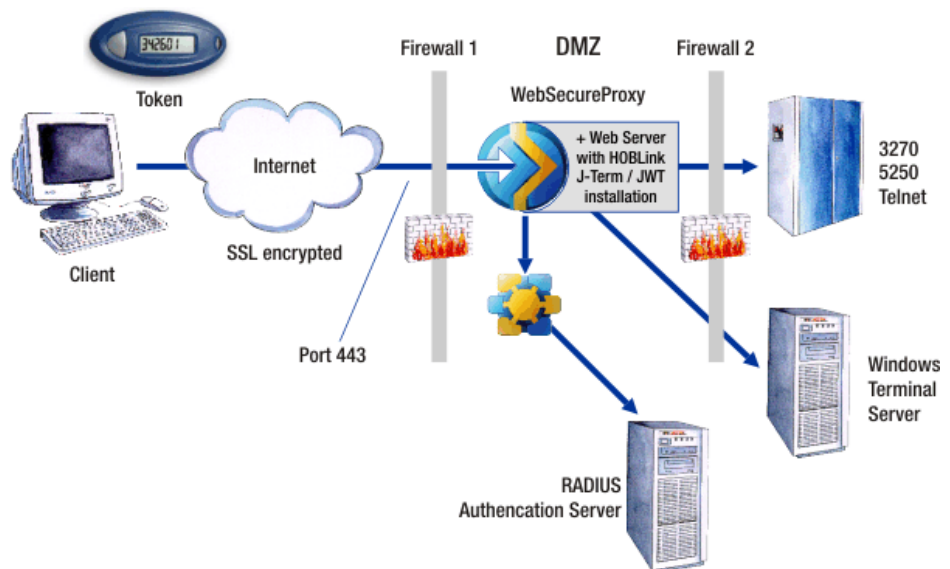 342601
Token
Client
Internet
SSL encrypted
Port 443
Firewall 1
DMZ
Firewall 2
WebSecureProxy
+ Web Server
with HOBLink
J-Term / JWT
installation
3270
5250
Telnet
Windows
Terminal
Server
RADIUS
Authencation Server